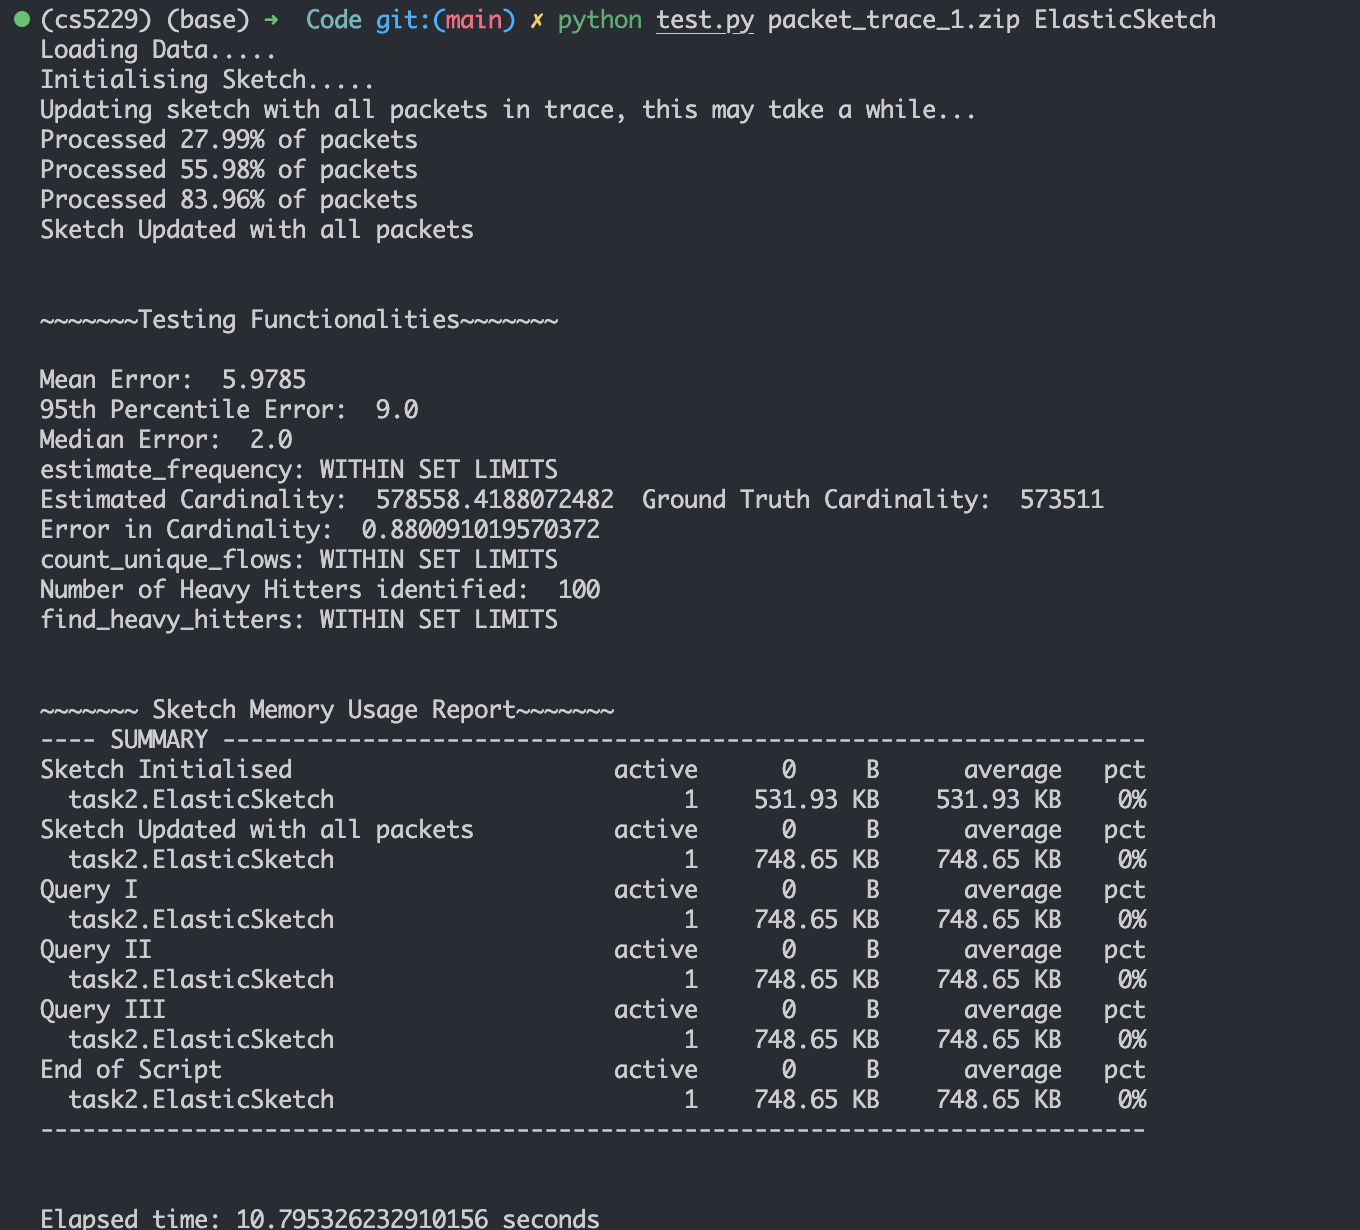 (cs5229) (base) → Code git:(main) ✗ python test.py packet_trace_1.zip ElasticSketch
Loading Data.....
Initialising Sketch.....
Updating sketch with all packets in trace, this may take a while...
Processed 27.99% of packets
Processed 55.98% of packets
Processed 83.96% of packets
Sketch Updated with all packets
~~~~~~~Testing Functionalities~~~~~~~
Mean Error:  5.9785
95th Percentile Error:  9.0
Median Error:  2.0
estimate_frequency: WITHIN SET LIMITS
Estimated Cardinality:  578558.4188072482  Ground Truth Cardinality:  573511
Error in Cardinality:  0.880091019570372
count_unique_flows: WITHIN SET LIMITS
Number of Heavy Hitters identified:  100
find_heavy_hitters: WITHIN SET LIMITS
~~~~~~~ Sketch Memory Usage Report~~~~~~~
---- SUMMARY ------------------------------------------------------------------
Sketch Initialised                       active      0     B      average   pct
  task2.ElasticSketch                         1    531.93 KB    531.93 KB    0%
Sketch Updated with all packets          active      0     B      average   pct
  task2.ElasticSketch                         1    748.65 KB    748.65 KB    0%
Query I                                  active      0     B      average   pct
  task2.ElasticSketch                         1    748.65 KB    748.65 KB    0%
Query II                                 active      0     B      average   pct
  task2.ElasticSketch                         1    748.65 KB    748.65 KB    0%
Query III                                active      0     B      average   pct
  task2.ElasticSketch                         1    748.65 KB    748.65 KB    0%
End of Script                            active      0     B      average   pct
  task2.ElasticSketch                         1    748.65 KB    748.65 KB    0%
-------------------------------------------------------------------------------
Elapsed time: 10.795326232910156 seconds